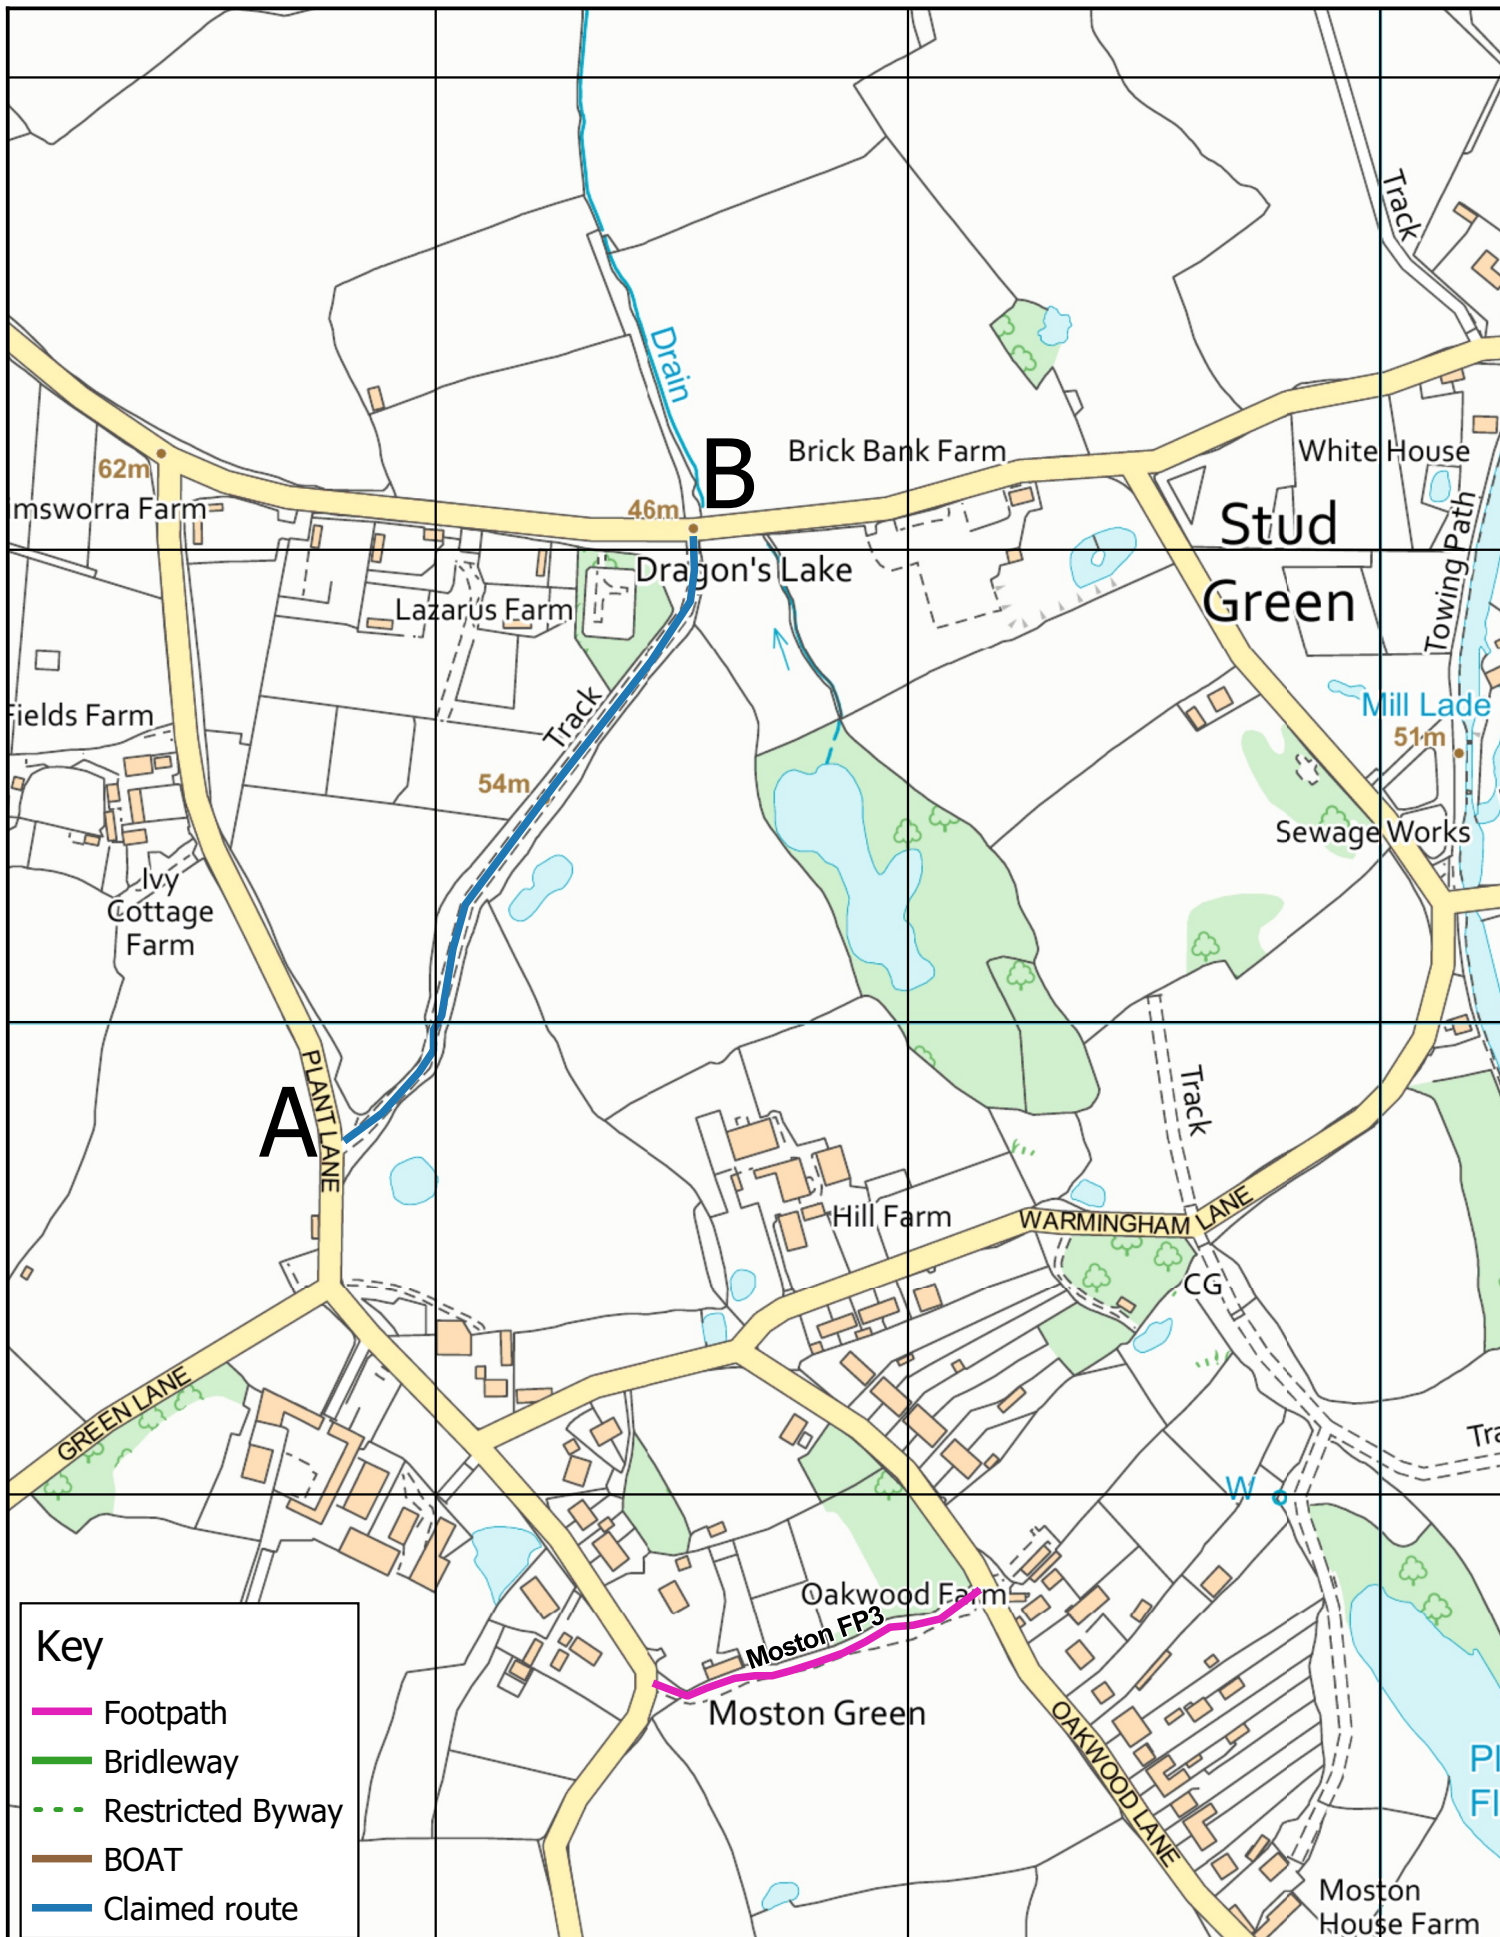 Track
Drain
B
Brick Bank Farm
White House
62m
46m
msworra Farm
Stud
Green
Towing Path
Dragon's Lake
Lazarus Farm
Track
Mill Lade
51m
ields Farm
54m
Sewage Works
Ivy
Cottage
Farm
PLANT LANE
A
Track
Hill Farm
WARMINGHAM LANE
CG
GREEN LANE
Tra
W
Oakwood Farm
Moston FP3
Moston Green
OAKWOOD LANE
Pl
Fl
Moston
House Farm
Key
Footpath
Bridleway
Restricted Byway
BOAT
Claimed route